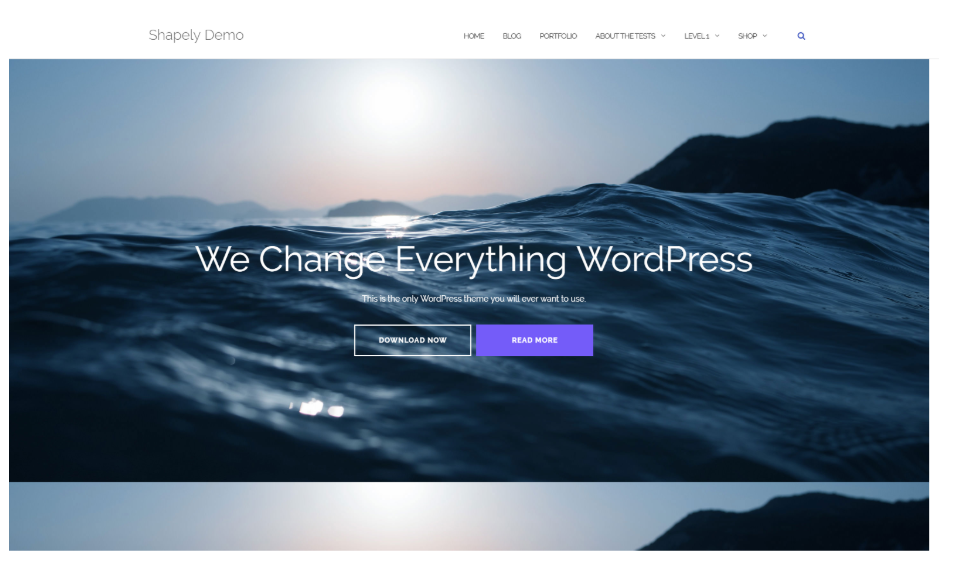 Shapely Demo
HOME BLOG PORTFOLIO ABOUT THE TESTS LEVEL 1 SHOP
We Change Everything WordPress
This is the only WordPress theme you will ever want to use.
DOWNLOAD NOW READ MORE